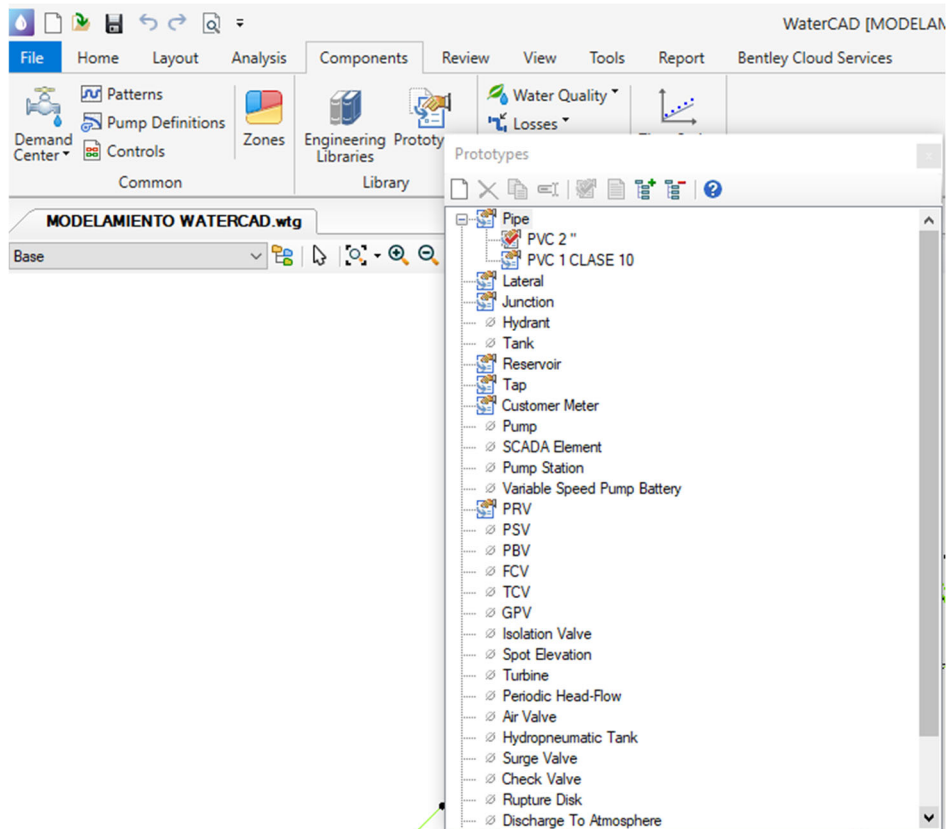 WaterCAD [MODELAM
File Home Layout Analysis Components Review View Tools Report Bentley Cloud Services
Patterns
Pump Definitions
Controls
Demand
Center
Common
Zones
Engineering
Libraries
Prototy
Library
Water Quality
Losses
Prototypes
MODELAMIENTO WATERCAD.wtg
Base
Pipe
PVC 2 "
PVC 1 CLASE 10
Lateral
Junction
Hydrant
Tank
Reservoir
Tap
Customer Meter
Pump
SCADA Element
Pump Station
Variable Speed Pump Battery
PRV
PSV
PBV
FCV
TCV
GPV
Isolation Valve
Spot Elevation
Turbine
Periodic Head-Flow
Air Valve
Hydropneumatic Tank
Surge Valve
Check Valve
Rupture Disk
Discharge To Atmosphere